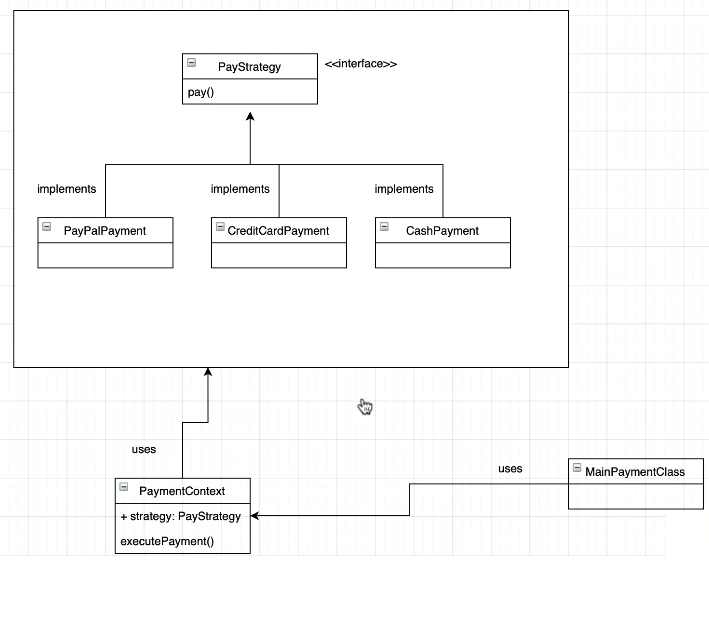 PayStrategy
<<interface>>
pay()
implements
implements
implements
PayPalPayment
CreditCardPayment
CashPayment
uses
uses
MainPaymentClass
PaymentContext
+ strategy: PayStrategy
executePayment()